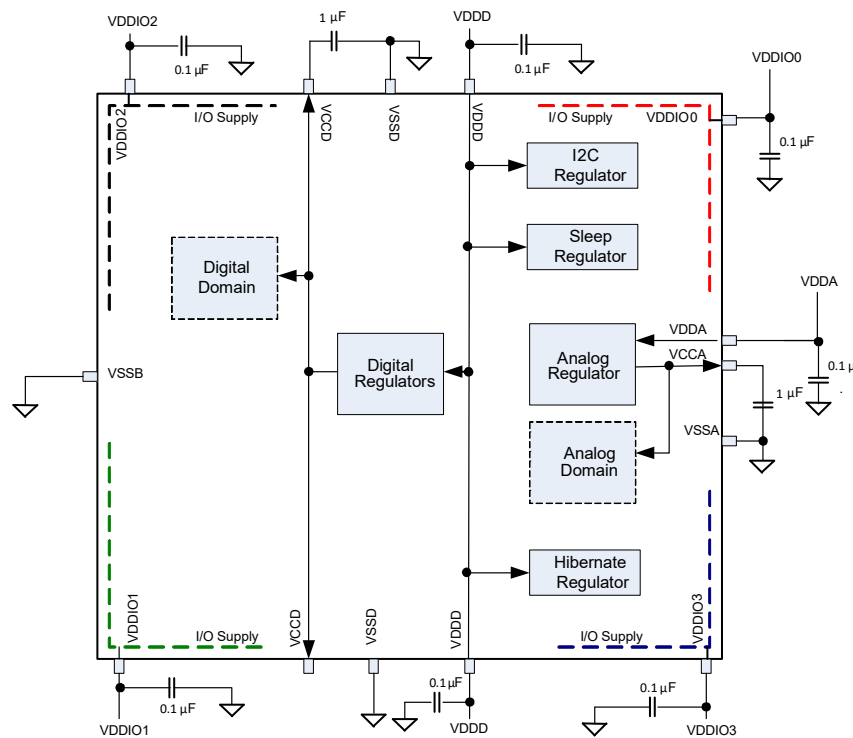 VDDIO2
1 µF
VDDD
0.1 µF
0.1 µF
VDDIO0
0.1 µF
VDDIO2
I/O Supply
VCCD
VSSD
VDDD
I/O Supply
VDDIO0
I2C
Regulator
Sleep
Regulator
Digital
Domain
VDDA
VDDA
Analog
Regulator
VCCA
Digital
Regulators
VSSB
0.1 µ
.
1 µF
VSSA
Analog
Domain
Hibernate
Regulator
VDDIO1
I/O Supply
VCCD
VSSD
VDDD
I/O Supply
VDDIO3
0.1 µF
VDDIO1
0.1 µF
VDDD
0.1 µF
VDDIO3